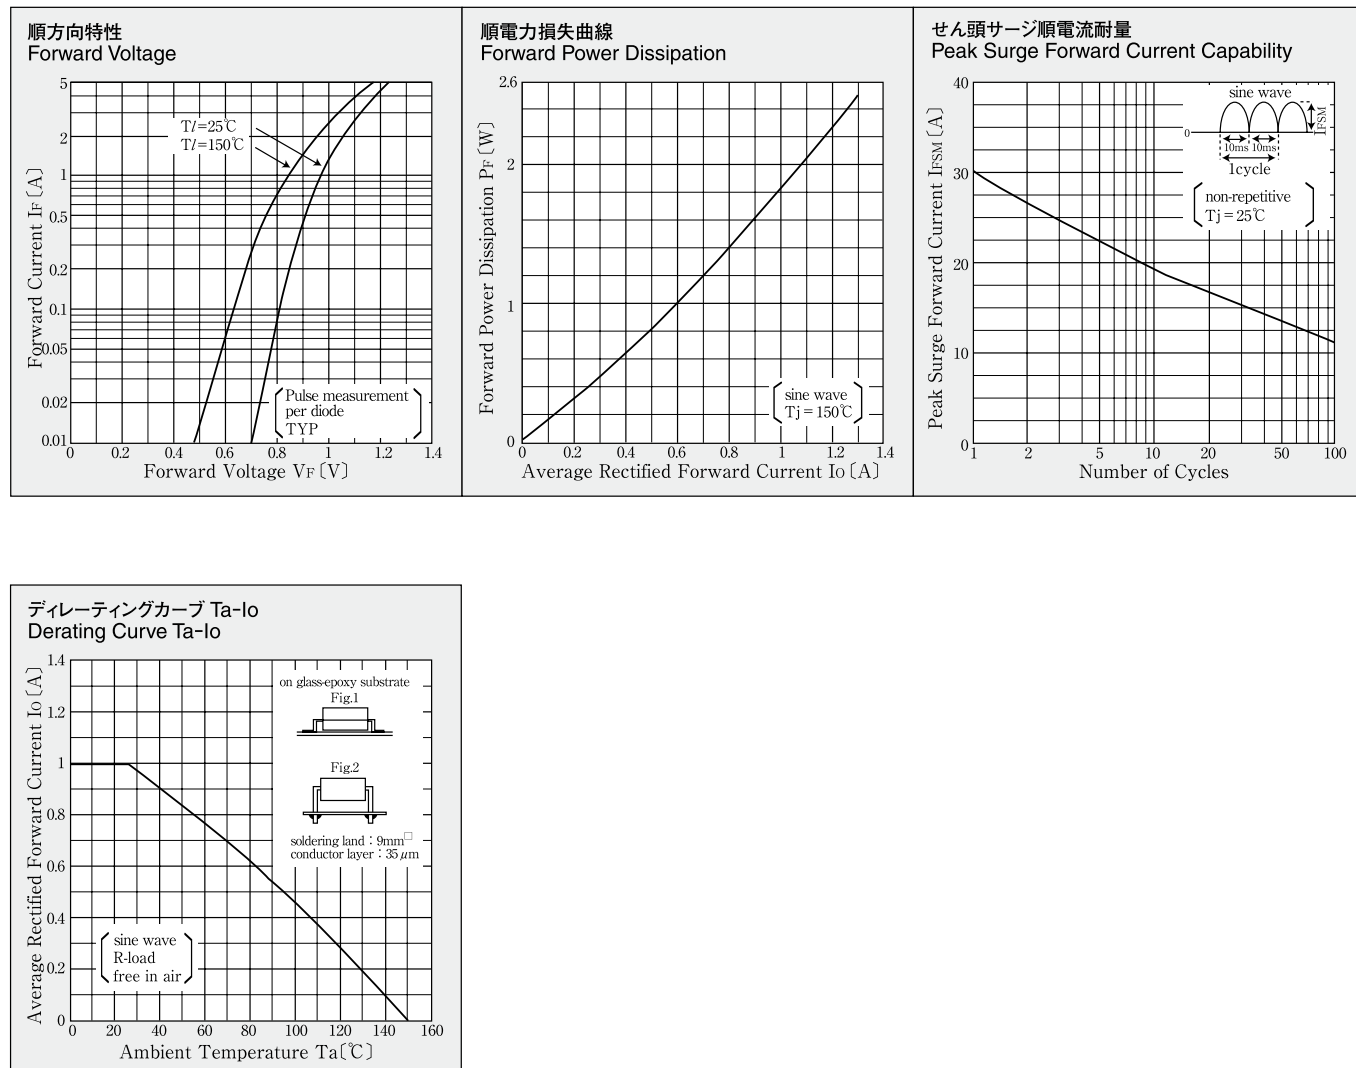 順方向特性
Forward Voltage
5
2
1
0.5
0.2
0.1
0.05
0.02
0.01
Forward Current IF〔A〕
Tl=25℃
Tl=150℃
Pulse measurement
per diode
TYP
0 0.2 0.4 0.6 0.8 1 1.2 1.4
Forward Voltage VF〔V〕
順電力損失曲線
Forward Power Dissipation
2.6
2
1
0
Forward Power Dissipation PF〔W〕
sine wave
Tj = 150℃
0 0.2 0.4 0.6 0.8 1 1.2 1.4
Average Rectified Forward Current Io〔A〕
せん頭サージ順電流耐量
Peak Surge Forward Current Capability
40
30
20
10
0
Peak Surge Forward Current IFSM〔A〕
sine wave
0
IFSM
10ms 10ms
1cycle
non-repetitive
Tj = 25℃
1 2 5 10 20 50 100
Number of Cycles
ディレーティングカーブ Ta-Io
Derating Curve Ta-Io
1.4
1.2
1
0.8
0.6
0.4
0.2
0
Average Rectified Forward Current Io〔A〕
on glass-epoxy substrate
Fig.1
Fig.2
soldering land : 9mm□
conductor layer : 35μm
sine wave
R-load
free in air
0 20 40 60 80 100 120 140 160
Ambient Temperature Ta〔℃〕